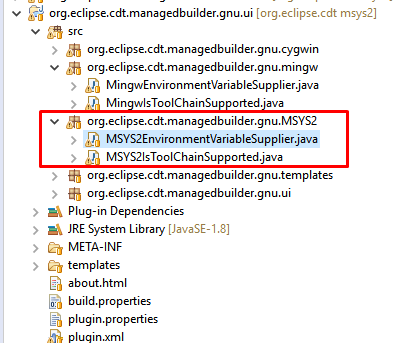 org.eclipse.cdt.managedbuilder.gnu.ui [org.eclipse.cdt msys2]
src
org.eclipse.cdt.managedbuilder.gnu.cygwin
org.eclipse.cdt.managedbuilder.gnu.mingw
MingwEnvironmentVariableSupplier.java
MingwIsToolChainSupported.java
org.eclipse.cdt.managedbuilder.gnu.MSYS2
MSYS2EnvironmentVariableSupplier.java
MSYS2IsToolChainSupported.java
org.eclipse.cdt.managedbuilder.gnu.templates
org.eclipse.cdt.managedbuilder.gnu.ui
Plug-in Dependencies
JRE System Library [JavaSE-1.8]
META-INF
templates
about.html
build.properties
plugin.properties
plugin.xml